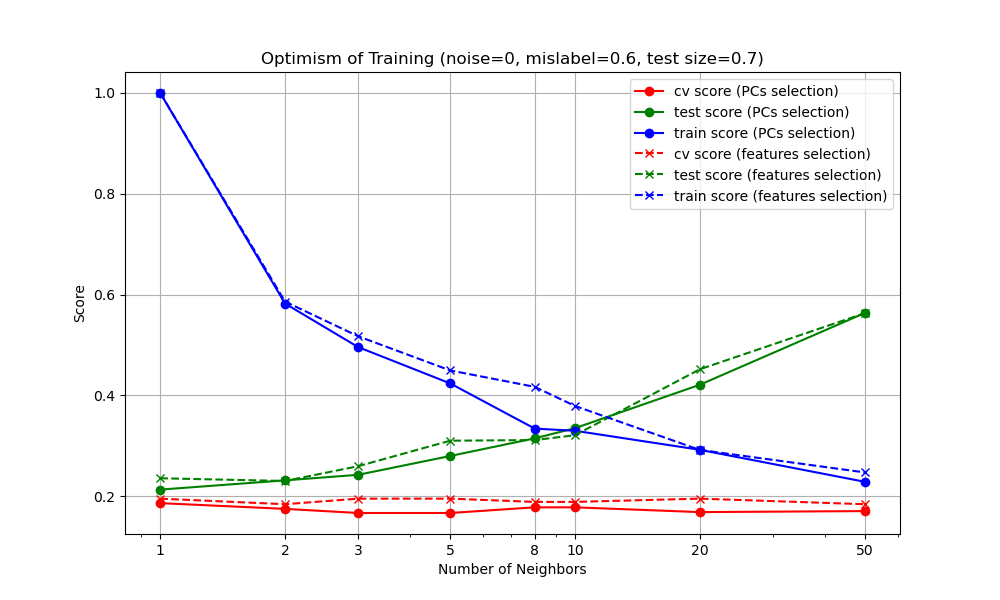 Optimism of Training (noise=0, mislabel=0.6, test size=0.7)
cv score (PCs selection)
test score (PCs selection)
train score (PCs selection)
cv score (features selection)
test score (features selection)
train score (features selection)
Score
1.0
0.8
0.6
0.4
0.2
1 2 3 5 8 10 20 50
Number of Neighbors